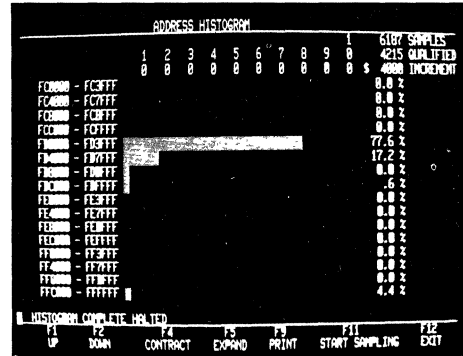 ADDRESS HISTOGRAM
1 6187 SAMPLES
1 2 3 4 5 6 7 8 9 0 4215 QUALIFIED
0 0 0 0 0 0 0 0 0 0 $ 4000 INCREMENT
FC0000 - FC3FFF 0.0 %
FC4000 - FC7FFF 0.0 %
FC8000 - FCBFFF 0.0 %
FCC000 - FCFFFF 0.0 %
FD0000 - FD3FFF 77.6 %
FD4000 - FD7FFF 17.2 %
FD8000 - FDBFFF 0.0 %
FDC000 - FDFFFF .6 %
FE0000 - FE3FFF 0.0 %
FE4000 - FE7FFF 0.0 %
FE8000 - FEBFFF 0.0 %
FEC000 - FEFFFF 0.0 %
FF0000 - FF3FFF 0.0 %
FF4000 - FF7FFF 0.0 %
FF8000 - FFBFFF 0.0 %
FFC000 - FFFFFF 4.4 %
HISTOGRAM COMPLETE HALTED
F1 F2 F4 F5 F9 F11 F12
UP DOWN CONTRACT EXPAND PRINT START SAMPLING EXIT